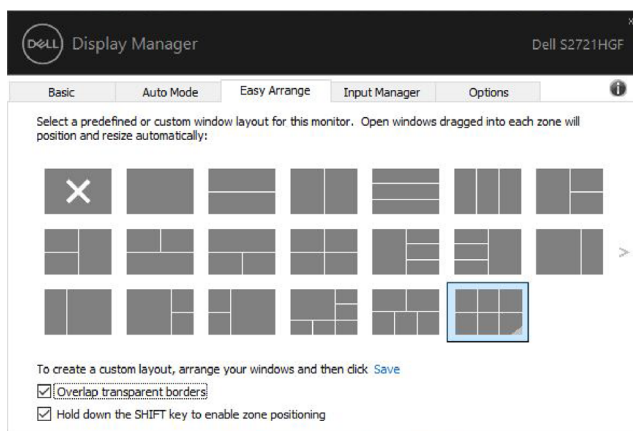 DELL Display Manager
Dell S2721HGF
Basic
Auto Mode
Easy Arrange
Input Manager
Options
Select a predefined or custom window layout for this monitor. Open windows dragged into each zone will
position and resize automatically:
To create a custom layout, arrange your windows and then click Save
Overlap transparent borders
Hold down the SHIFT key to enable zone positioning